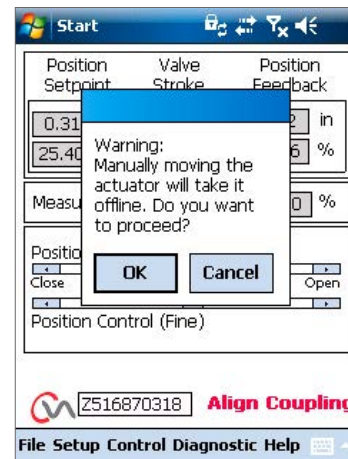 Start
Position Valve Position
Setpoint Stroke Feedback
0.31 in
25.40 %
Warning:
Manually moving the
actuator will take it
offline. Do you want
to proceed?
OK Cancel
Measu 0 %
Positio
Close Open
Position Control (Fine)
Z516870318 Align Coupling
File Setup Control Diagnostic Help